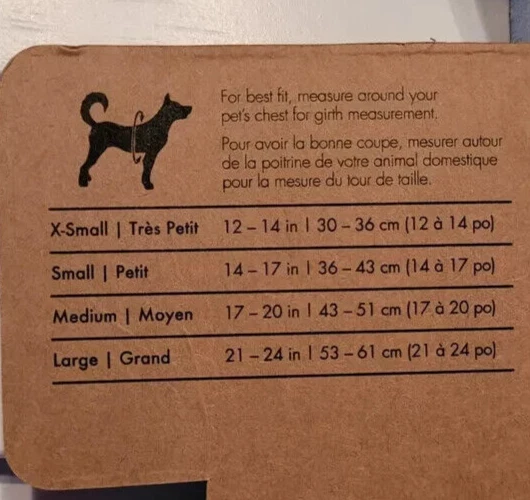 For best fit, measure around your
pet's chest for girth measurement.
Pour avoir la bonne coupe, mesurer autour
de la poitrine de votre animal domestique
pour la mesure du tour de taille.
X-Small | Très Petit 12 – 14 in | 30 – 36 cm (12 à 14 po)
Small | Petit 14 – 17 in | 36 – 43 cm (14 à 17 po)
Medium | Moyen 17 – 20 in | 43 – 51 cm (17 à 20 po)
Large | Grand 21 – 24 in | 53 – 61 cm (21 à 24 po)